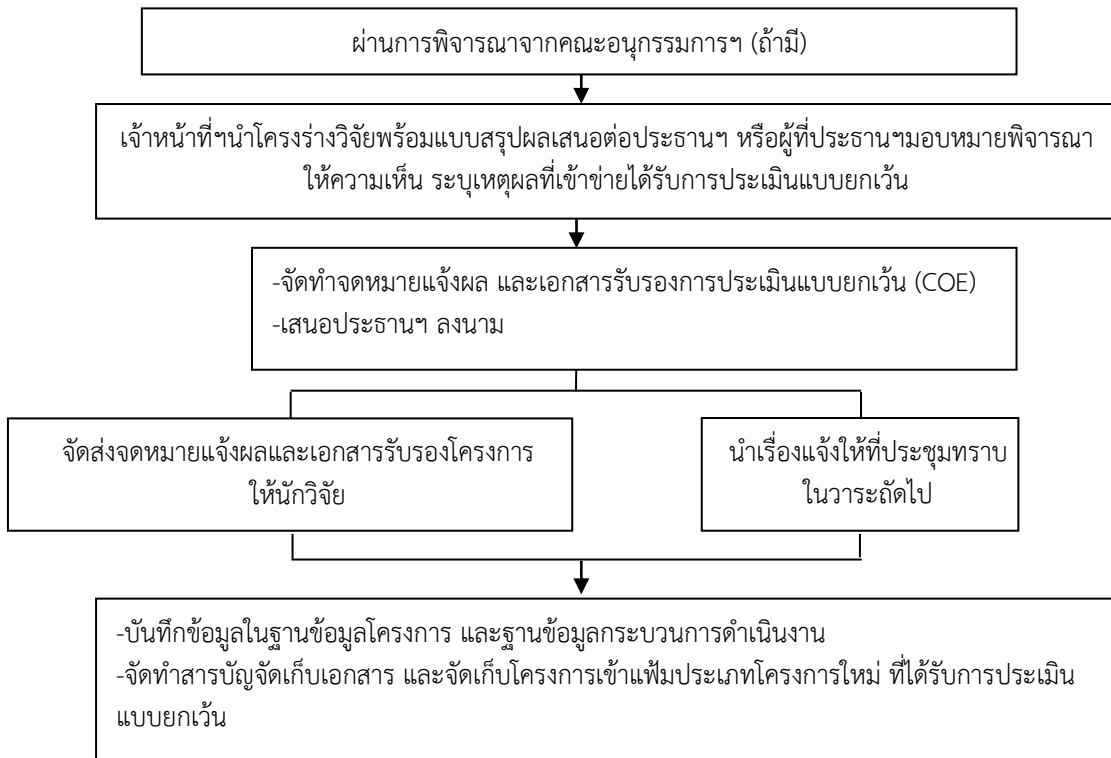 ผ่านการพิจารณาจากคณะอนุกรรมการฯ (ถ้ามี)
เจ้าหน้าที่ฯนำโครงร่างวิจัยพร้อมแบบสรุปผลเสนอต่อประธานฯ หรือผู้ที่ประธานฯมอบหมายพิจารณา
ให้ความเห็น ระบุเหตุผลที่เข้าข่ายได้รับการประเมินแบบยกเว้น
-จัดทำจดหมายแจ้งผล และเอกสารรับรองการประเมินแบบยกเว้น (COE)
-เสนอประธานฯ ลงนาม
จัดส่งจดหมายแจ้งผลและเอกสารรับรองโครงการ
ให้นักวิจัย
นำเรื่องแจ้งให้ที่ประชุมทราบ
ในวาระถัดไป
-บันทึกข้อมูลในฐานข้อมูลโครงการ และฐานข้อมูลกระบวนการดำเนินงาน
-จัดทำสารบัญจัดเก็บเอกสาร และจัดเก็บโครงการเข้าแฟ้มประเภทโครงการใหม่ ที่ได้รับการประเมิน
แบบยกเว้น